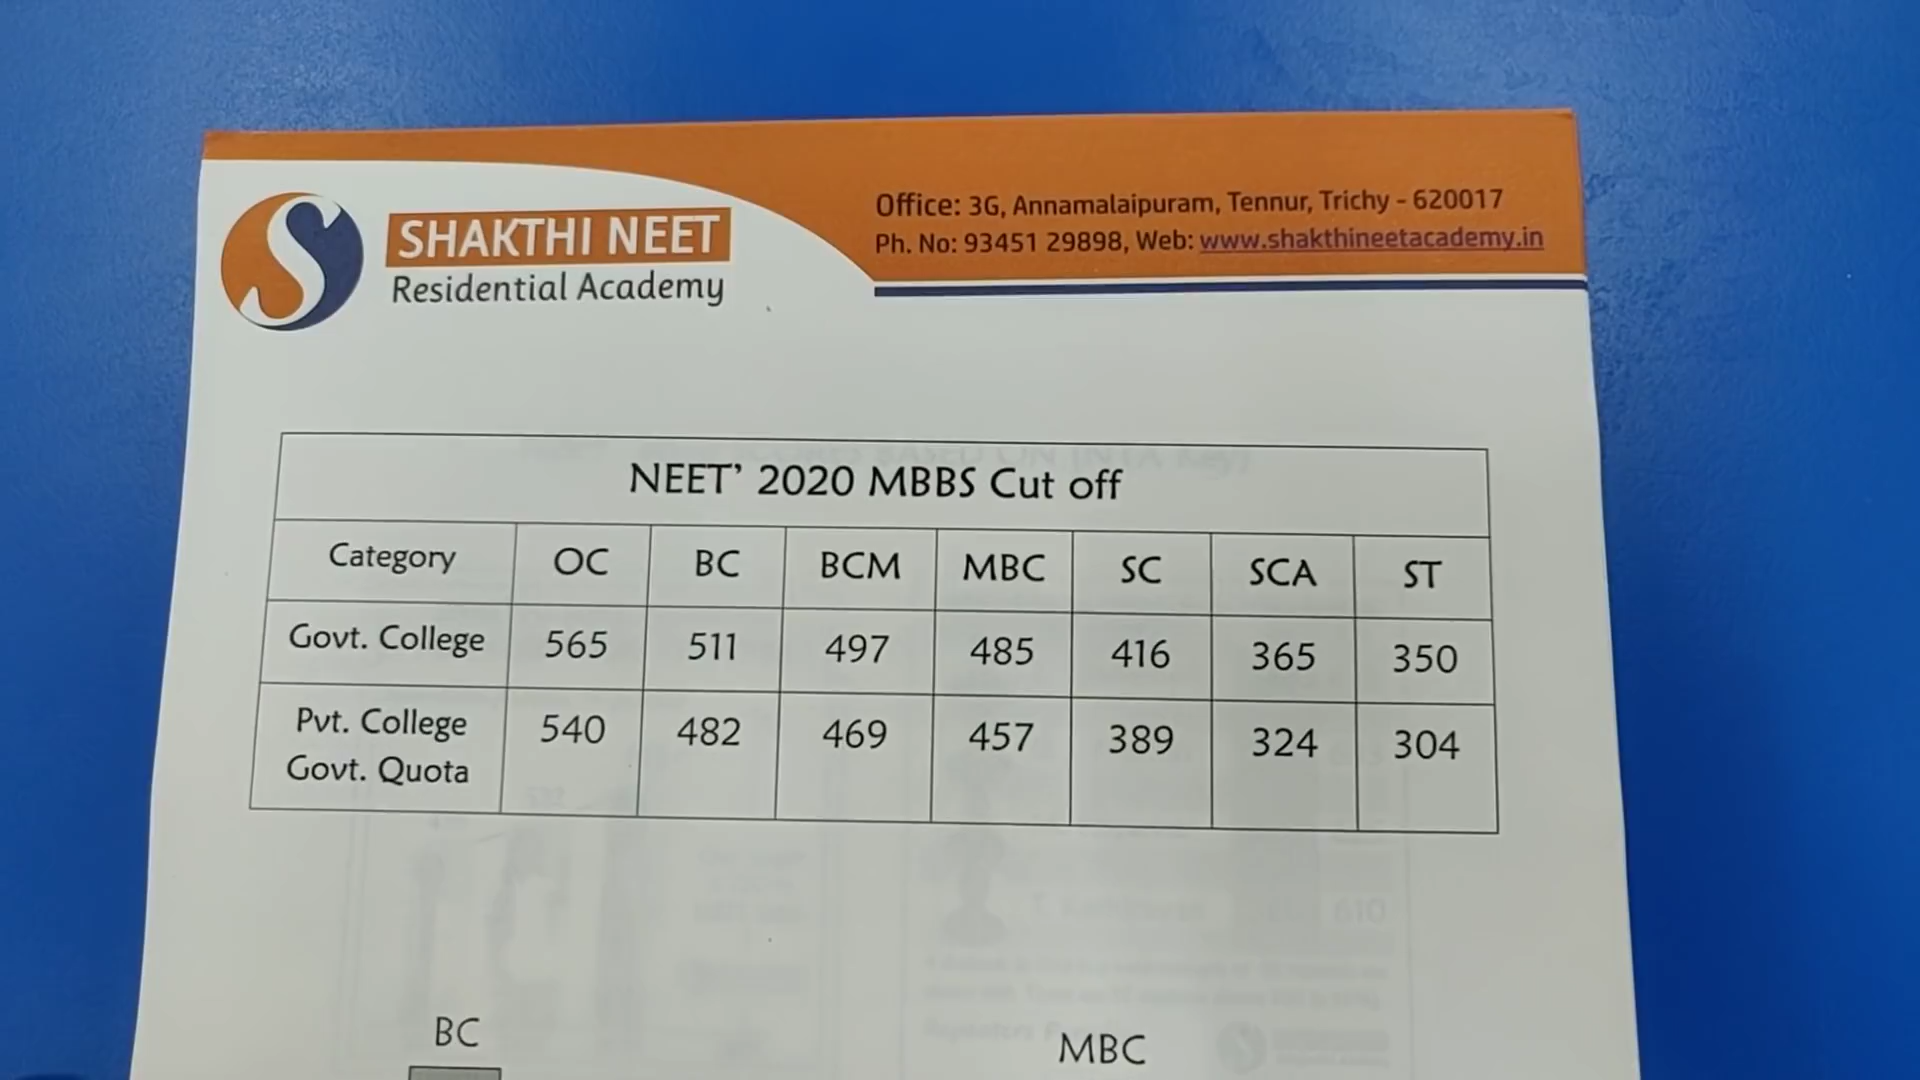 SHAKTHI NEET
Residential Academy
Office: 3G, Annamalaipuram, Tennur, Trichy - 620017
Ph. No: 93451 29898, Web: www.shakthineetacademy.in
NEET’ 2020 MBBS Cut off
Category OC BC BCM MBC SC SCA ST
Govt. College 565 511 497 485 416 365 350
Pvt. College Govt. Quota 540 482 469 457 389 324 304
BC
MBC
610